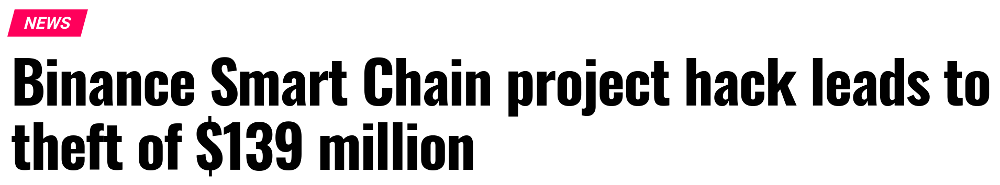 NEWS
Binance Smart Chain project hack leads to
theft of $139 million